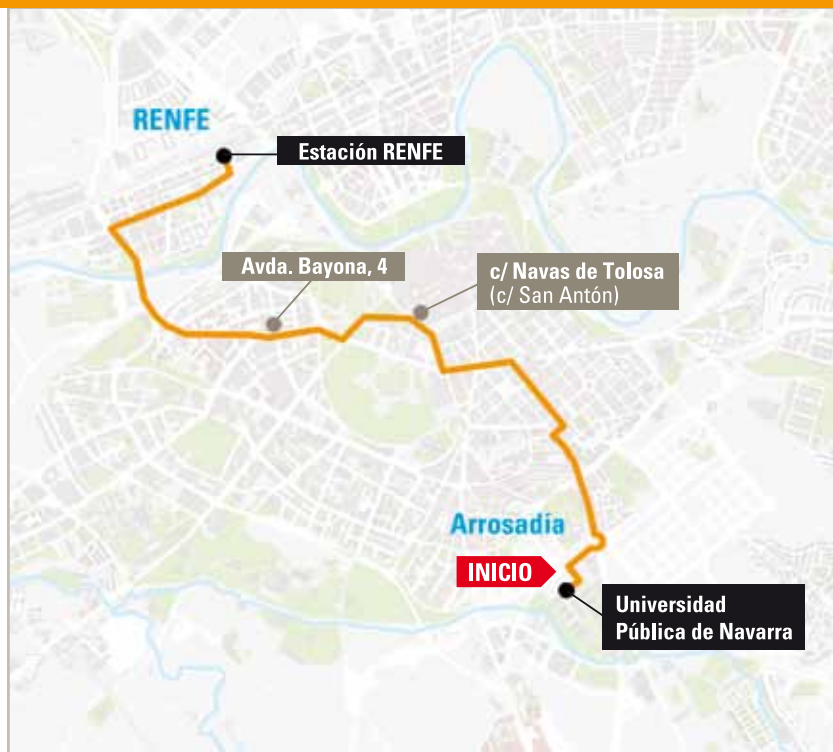 RENFE
Estación RENFE
Avda. Bayona, 4
c/ Navas de Tolosa
(c/ San Antón)
Arrosadía
INICIO
Universidad
Pública de Navarra